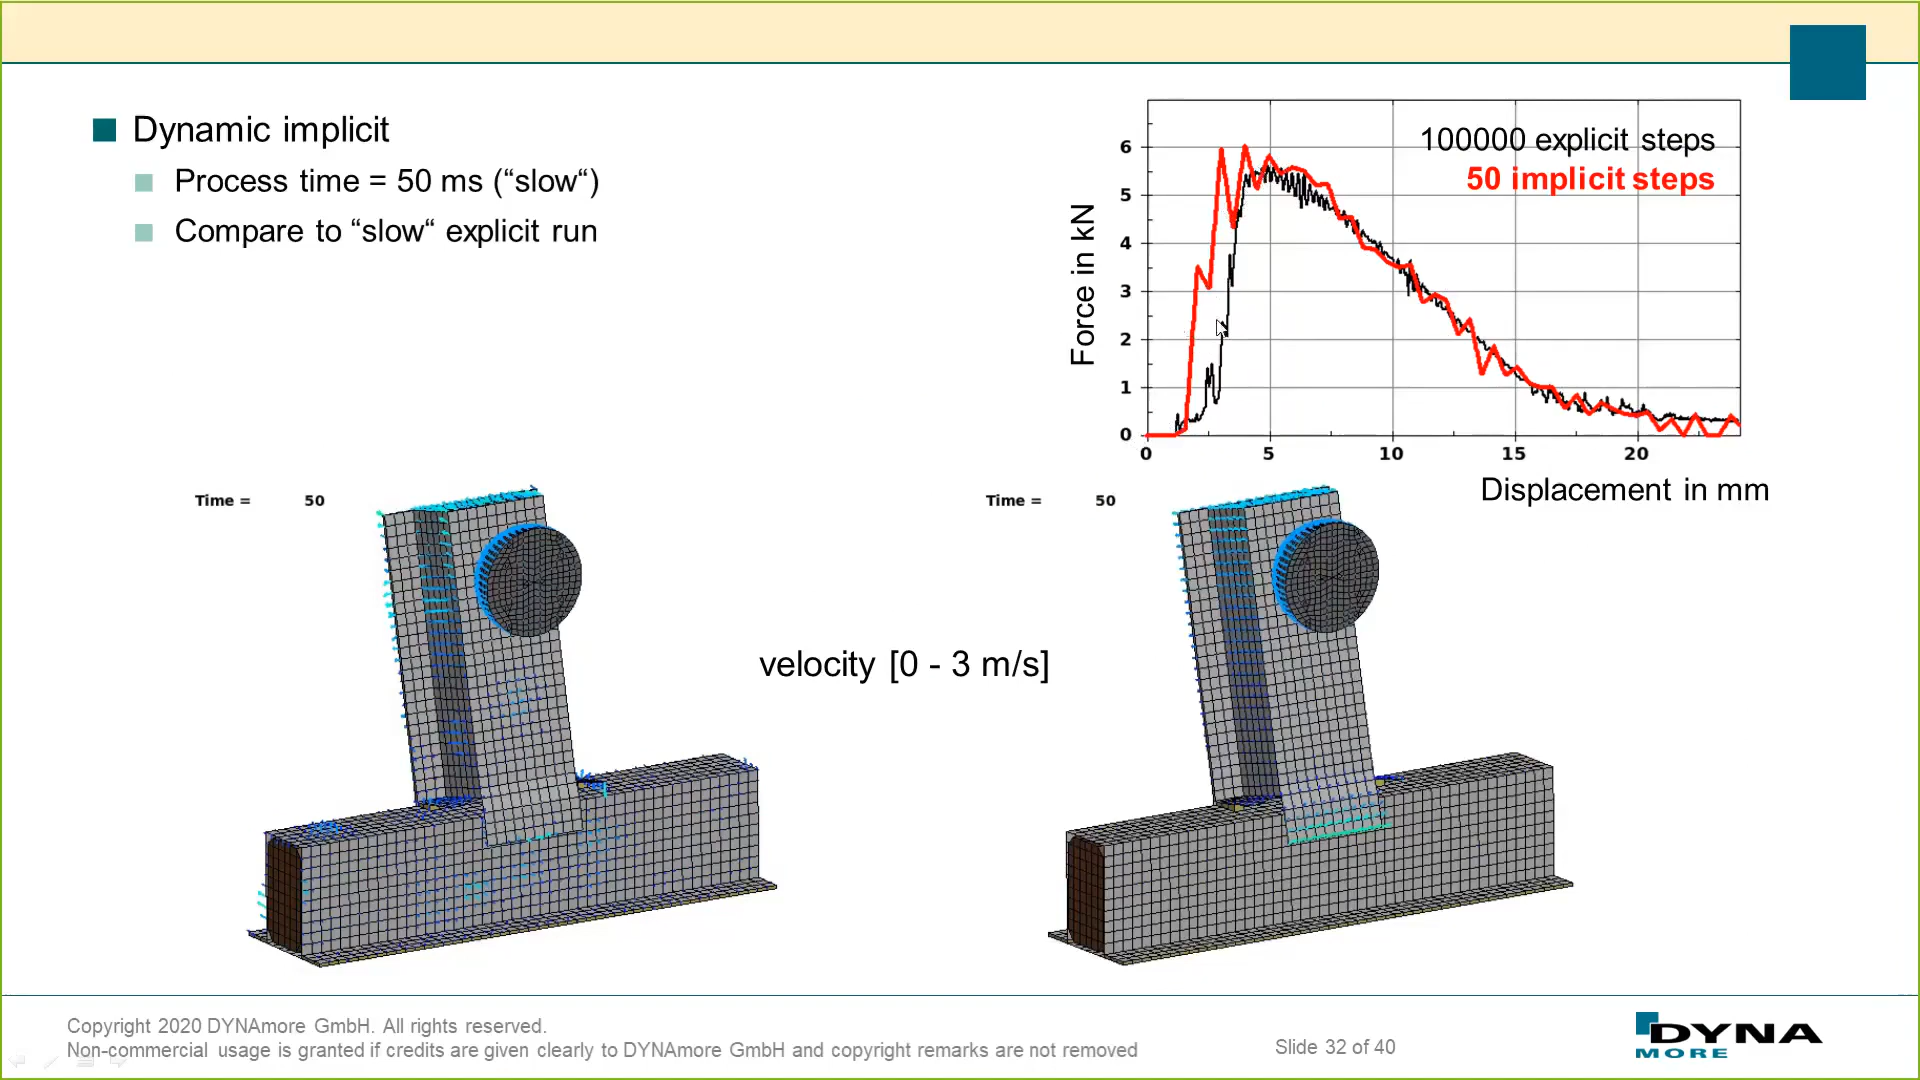 Dynamic implicit
Process time = 50 ms (“slow“)
Compare to “slow“ explicit run
100000 explicit steps
50 implicit steps
Force in kN
6
5
4
3
2
1
0
0 5 10 15 20
Displacement in mm
Time = 50
Time = 50
velocity [0 - 3 m/s]
Copyright 2020 DYNAmore GmbH. All rights reserved.
Non-commercial usage is granted if credits are given clearly to DYNAmore GmbH and copyright remarks are not removed
Slide 32 of 40
DYNA
MORE